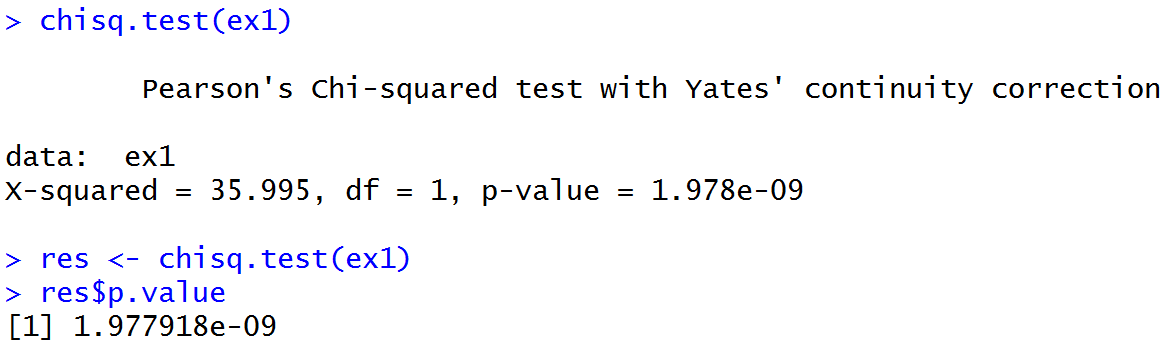 > chisq.test(ex1)
Pearson's Chi-squared test with Yates' continuity correction
data:  ex1
X-squared = 35.995, df = 1, p-value = 1.978e-09
> res <- chisq.test(ex1)
> res$p.value
[1] 1.977918e-09